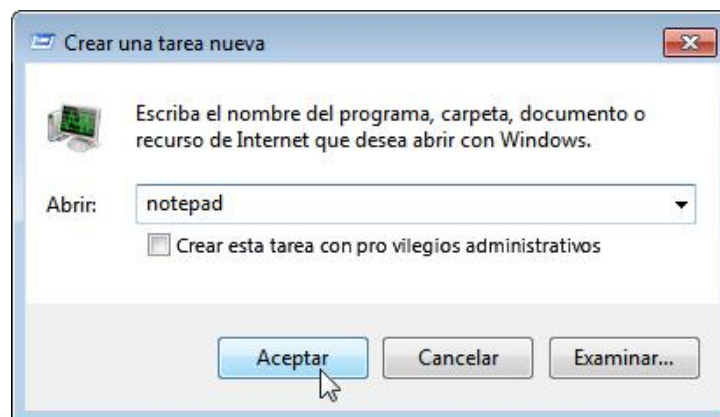 Crear una tarea nueva
Escriba el nombre del programa, carpeta, documento o
recurso de Internet que desea abrir con Windows.
Abrir: notepad
Crear esta tarea con pro vilegios administrativos
Aceptar Cancelar Examinar...